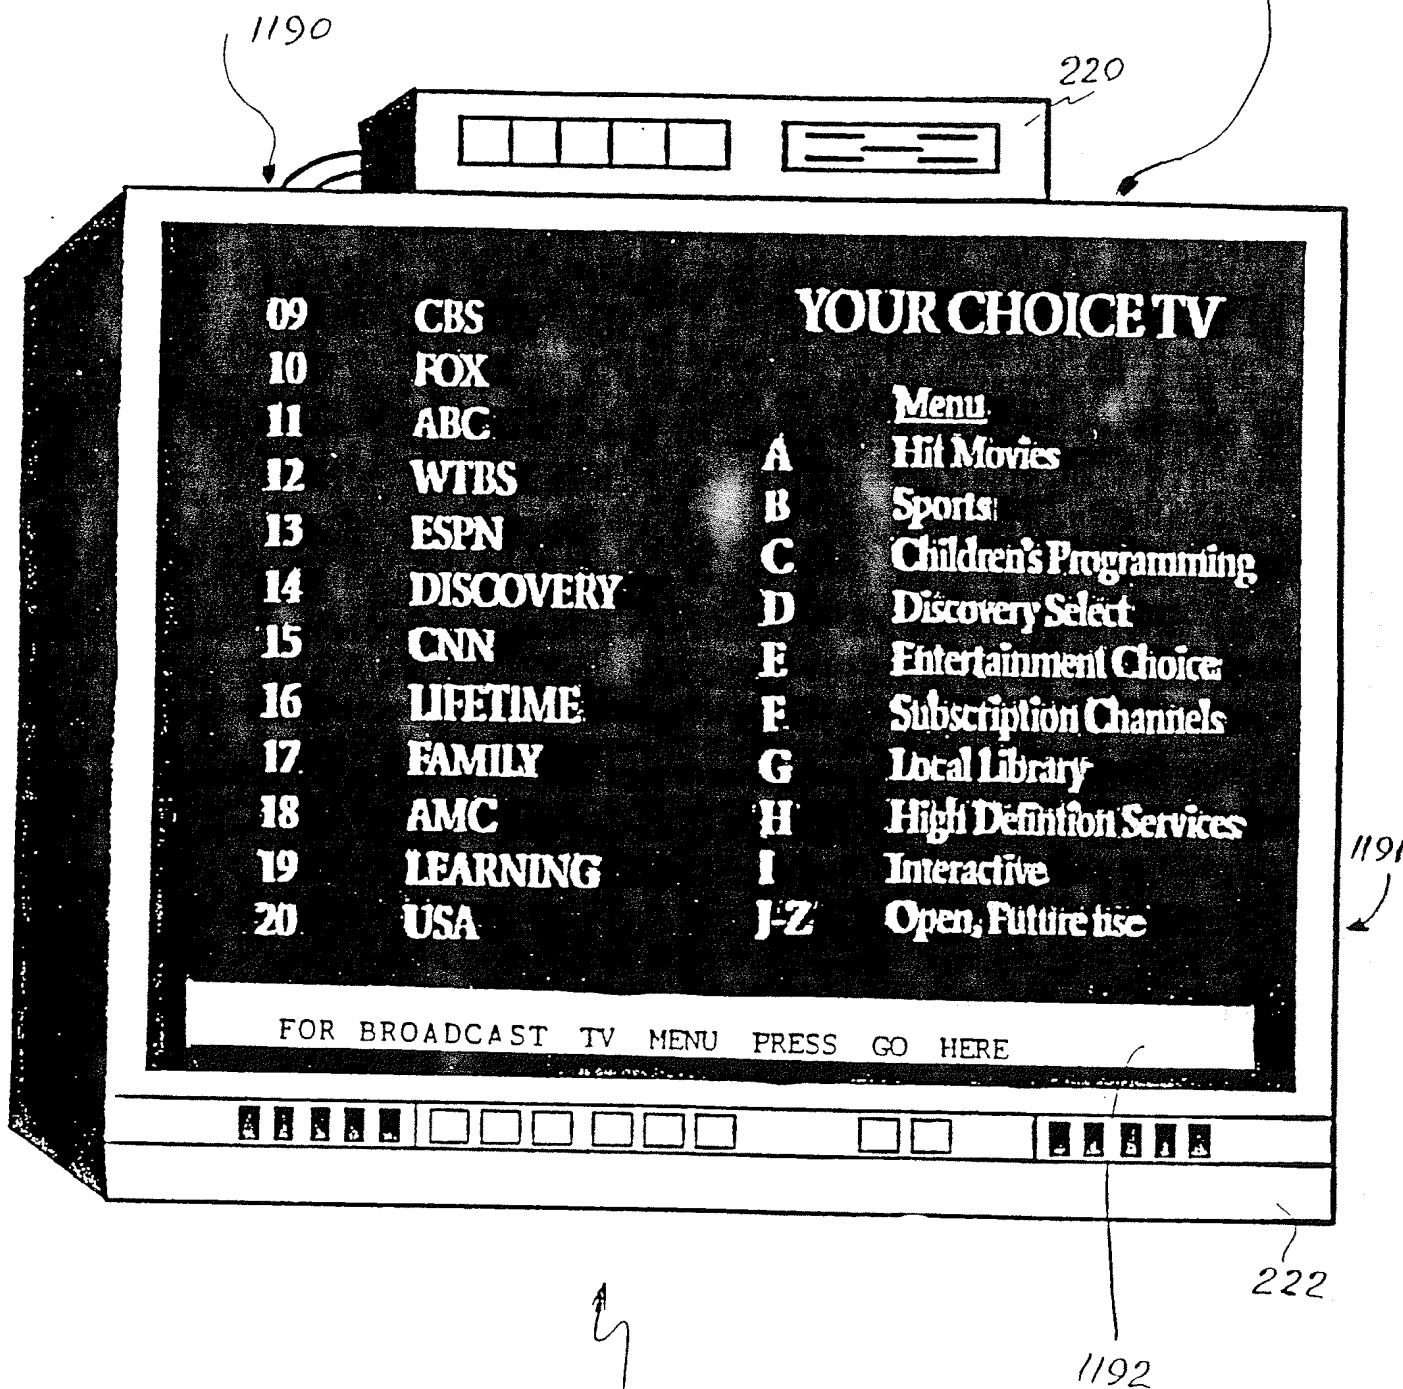 1190
220
09 CBS
10 FOX
11 ABC
12 WTBS
13 ESPN
14 DISCOVERY
15 CNN
16 LIFETIME
17 FAMILY
18 AMC
19 LEARNING
20 USA
YOUR CHOICE TV
Menu
A Hit Movies
B Sports
C Children's Programming
D Discovery Select
E Entertainment Choice
F Subscription Channels
G Local Library
H High Defintion Services
I Interactive
J-Z Open, Future use
FOR BROADCAST TV MENU PRESS GO HERE
1191
222
1192